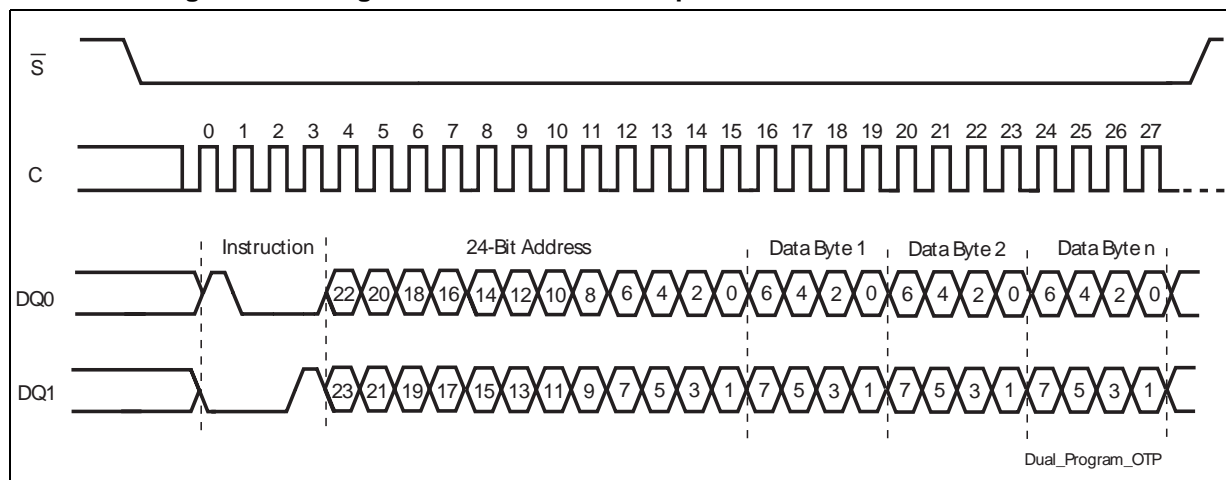 S
0 1 2 3 4 5 6 7 8 9 10 11 12 13 14 15 16 17 18 19 20 21 22 23 24 25 26 27
C
Instruction 24-Bit Address Data Byte 1 Data Byte 2 Data Byte n
DQ0 22 20 18 16 14 12 10 8 6 4 2 0 6 4 2 0 6 4 2 0 6 4 2 0
DQ1 23 21 19 17 15 13 11 9 7 5 3 1 7 5 3 1 7 5 3 1 7 5 3 1
Dual_Program_OTP